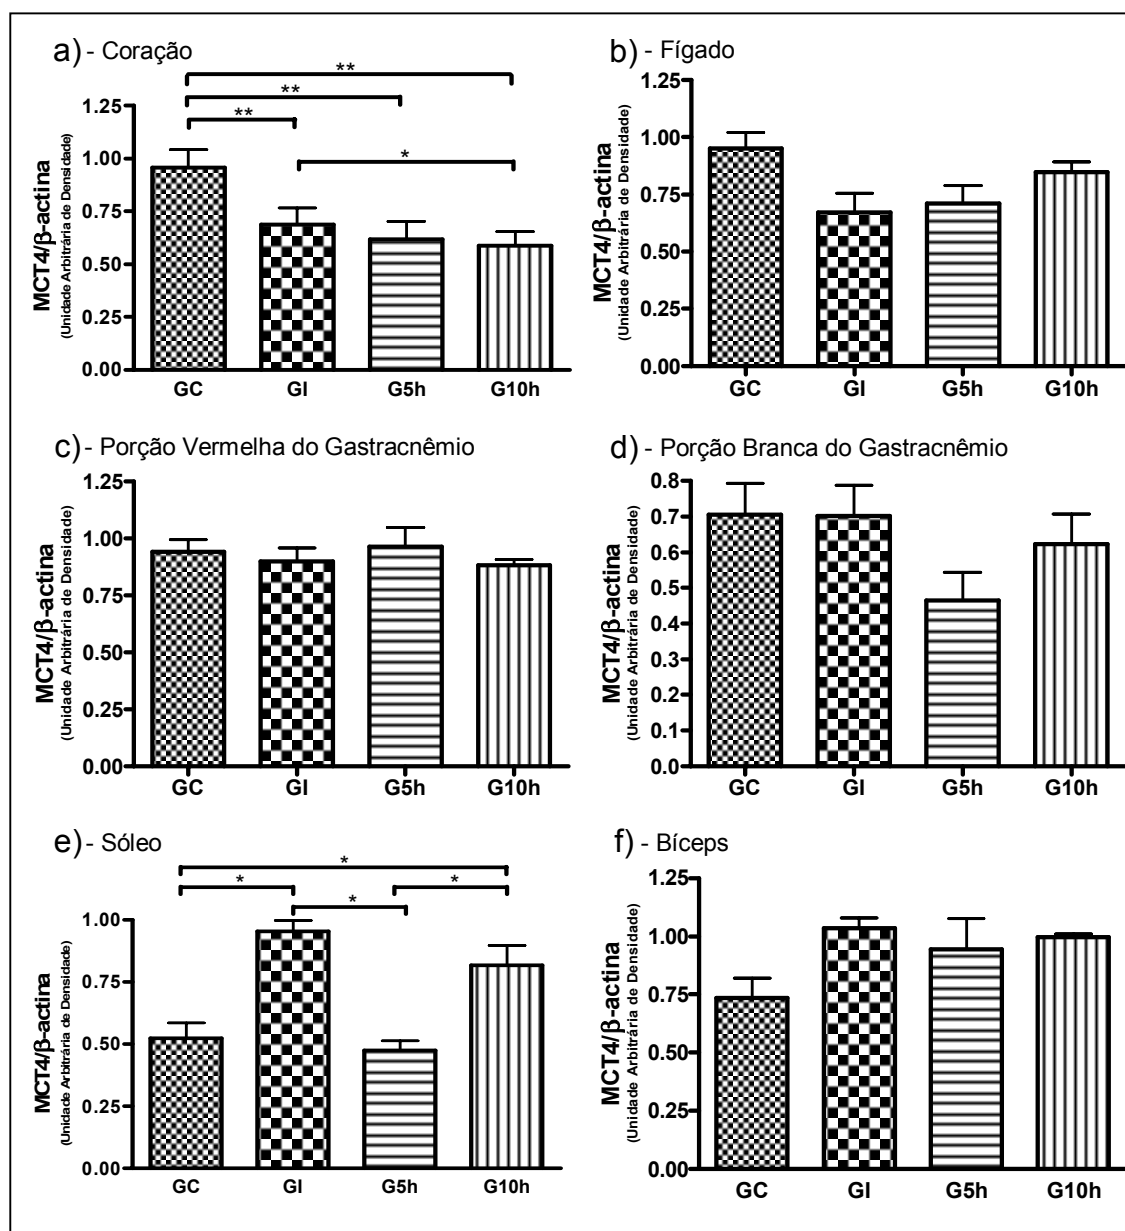 a) - Coração
**
**
**
*
MCT4/β-actina
(Unidade Arbitrária de Densidade)
1.25
1.00
0.75
0.50
0.25
0.00
GC GI G5h G10h
b) - Fígado
MCT4/β-actina
(Unidade Arbitrária de Densidade)
1.25
1.00
0.75
0.50
0.25
0.00
GC GI G5h G10h
c) - Porção Vermelha do Gastracnêmio
MCT4/β-actina
(Unidade Arbitrária de Densidade)
1.25
1.00
0.75
0.50
0.25
0.00
GC GI G5h G10h
d) - Porção Branca do Gastracnêmio
MCT4/β-actina
(Unidade Arbitrária de Densidade)
0.8
0.7
0.6
0.5
0.4
0.3
0.2
0.1
0.0
GC GI G5h G10h
e) - Sóleo
*
* *
*
MCT4/β-actina
(Unidade Arbitrária de Densidade)
1.00
0.75
0.50
0.25
0.00
GC GI G5h G10h
f) - Bíceps
MCT4/β-actina
(Unidade Arbitrária de Densidade)
1.25
1.00
0.75
0.50
0.25
0.00
GC GI G5h G10h